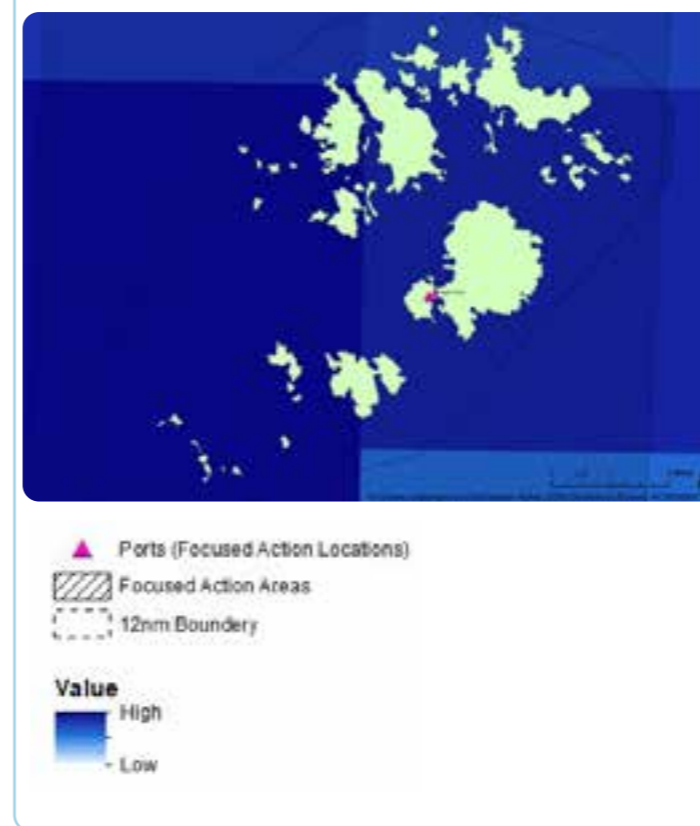 Ports (Focused Action Locations)
Focused Action Areas
12nm Boundery
Value
High
Low